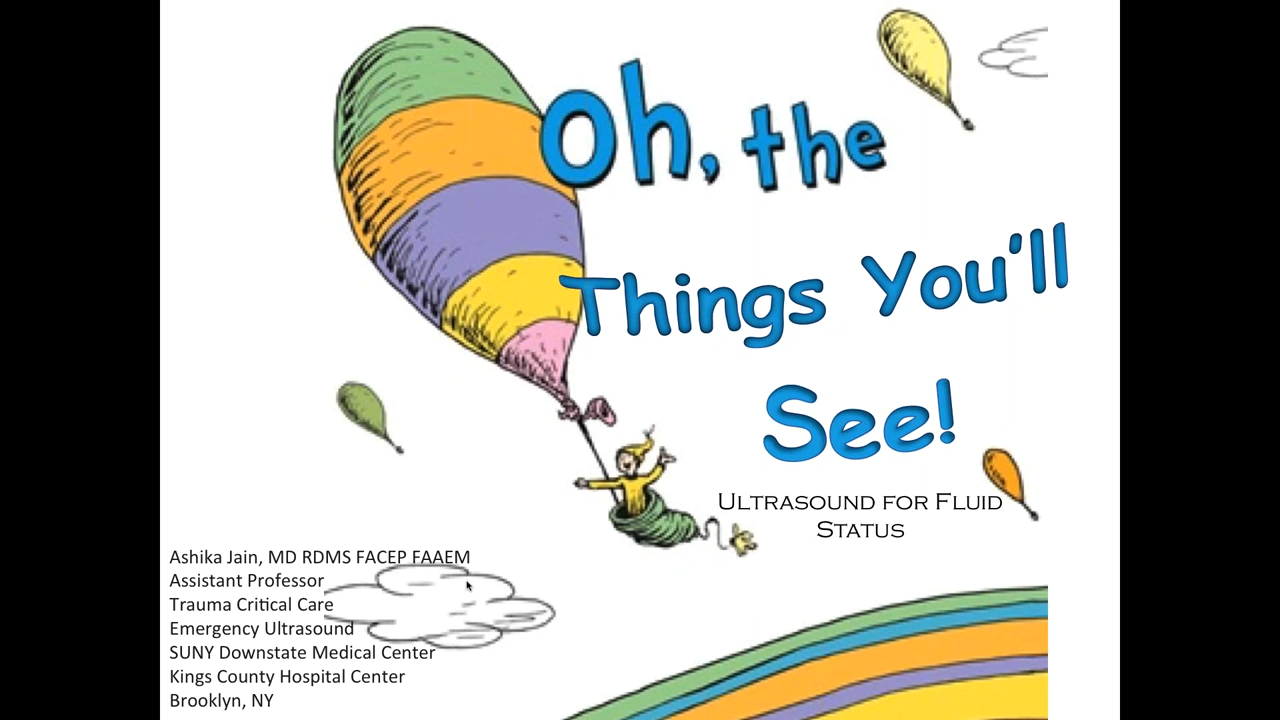 Oh, the
Things You'll
See!
Ultrasound for Fluid
Status
Ashika Jain, MD RDMS FACEP FAAEM
Assistant Professor
Trauma Critical Care
Emergency Ultrasound
SUNY Downstate Medical Center
Kings County Hospital Center
Brooklyn, NY